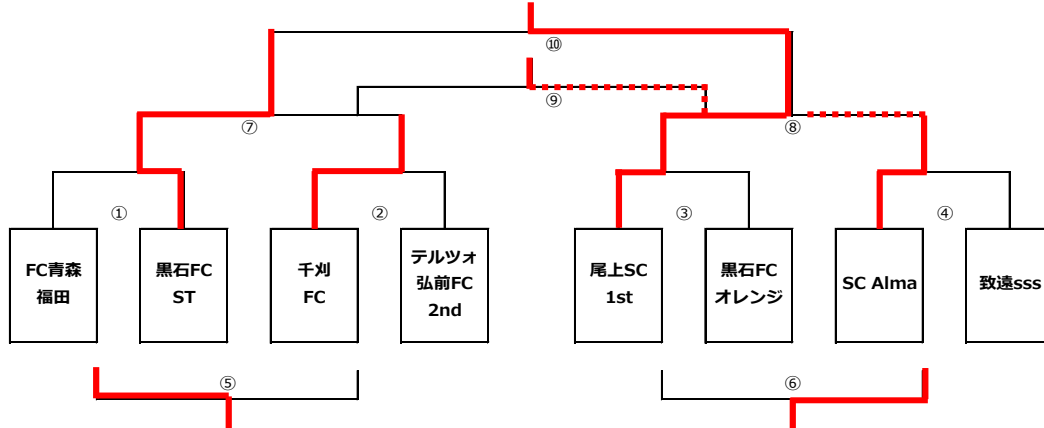 ⑩
⑨
⑦
⑧
①
②
③
④
FC青森
福田
黒石FC
ST
千刈
FC
テルツォ
弘前FC
2nd
尾上SC
1st
黒石FC
オレンジ
SC Alma
致遠sss
⑤
⑥